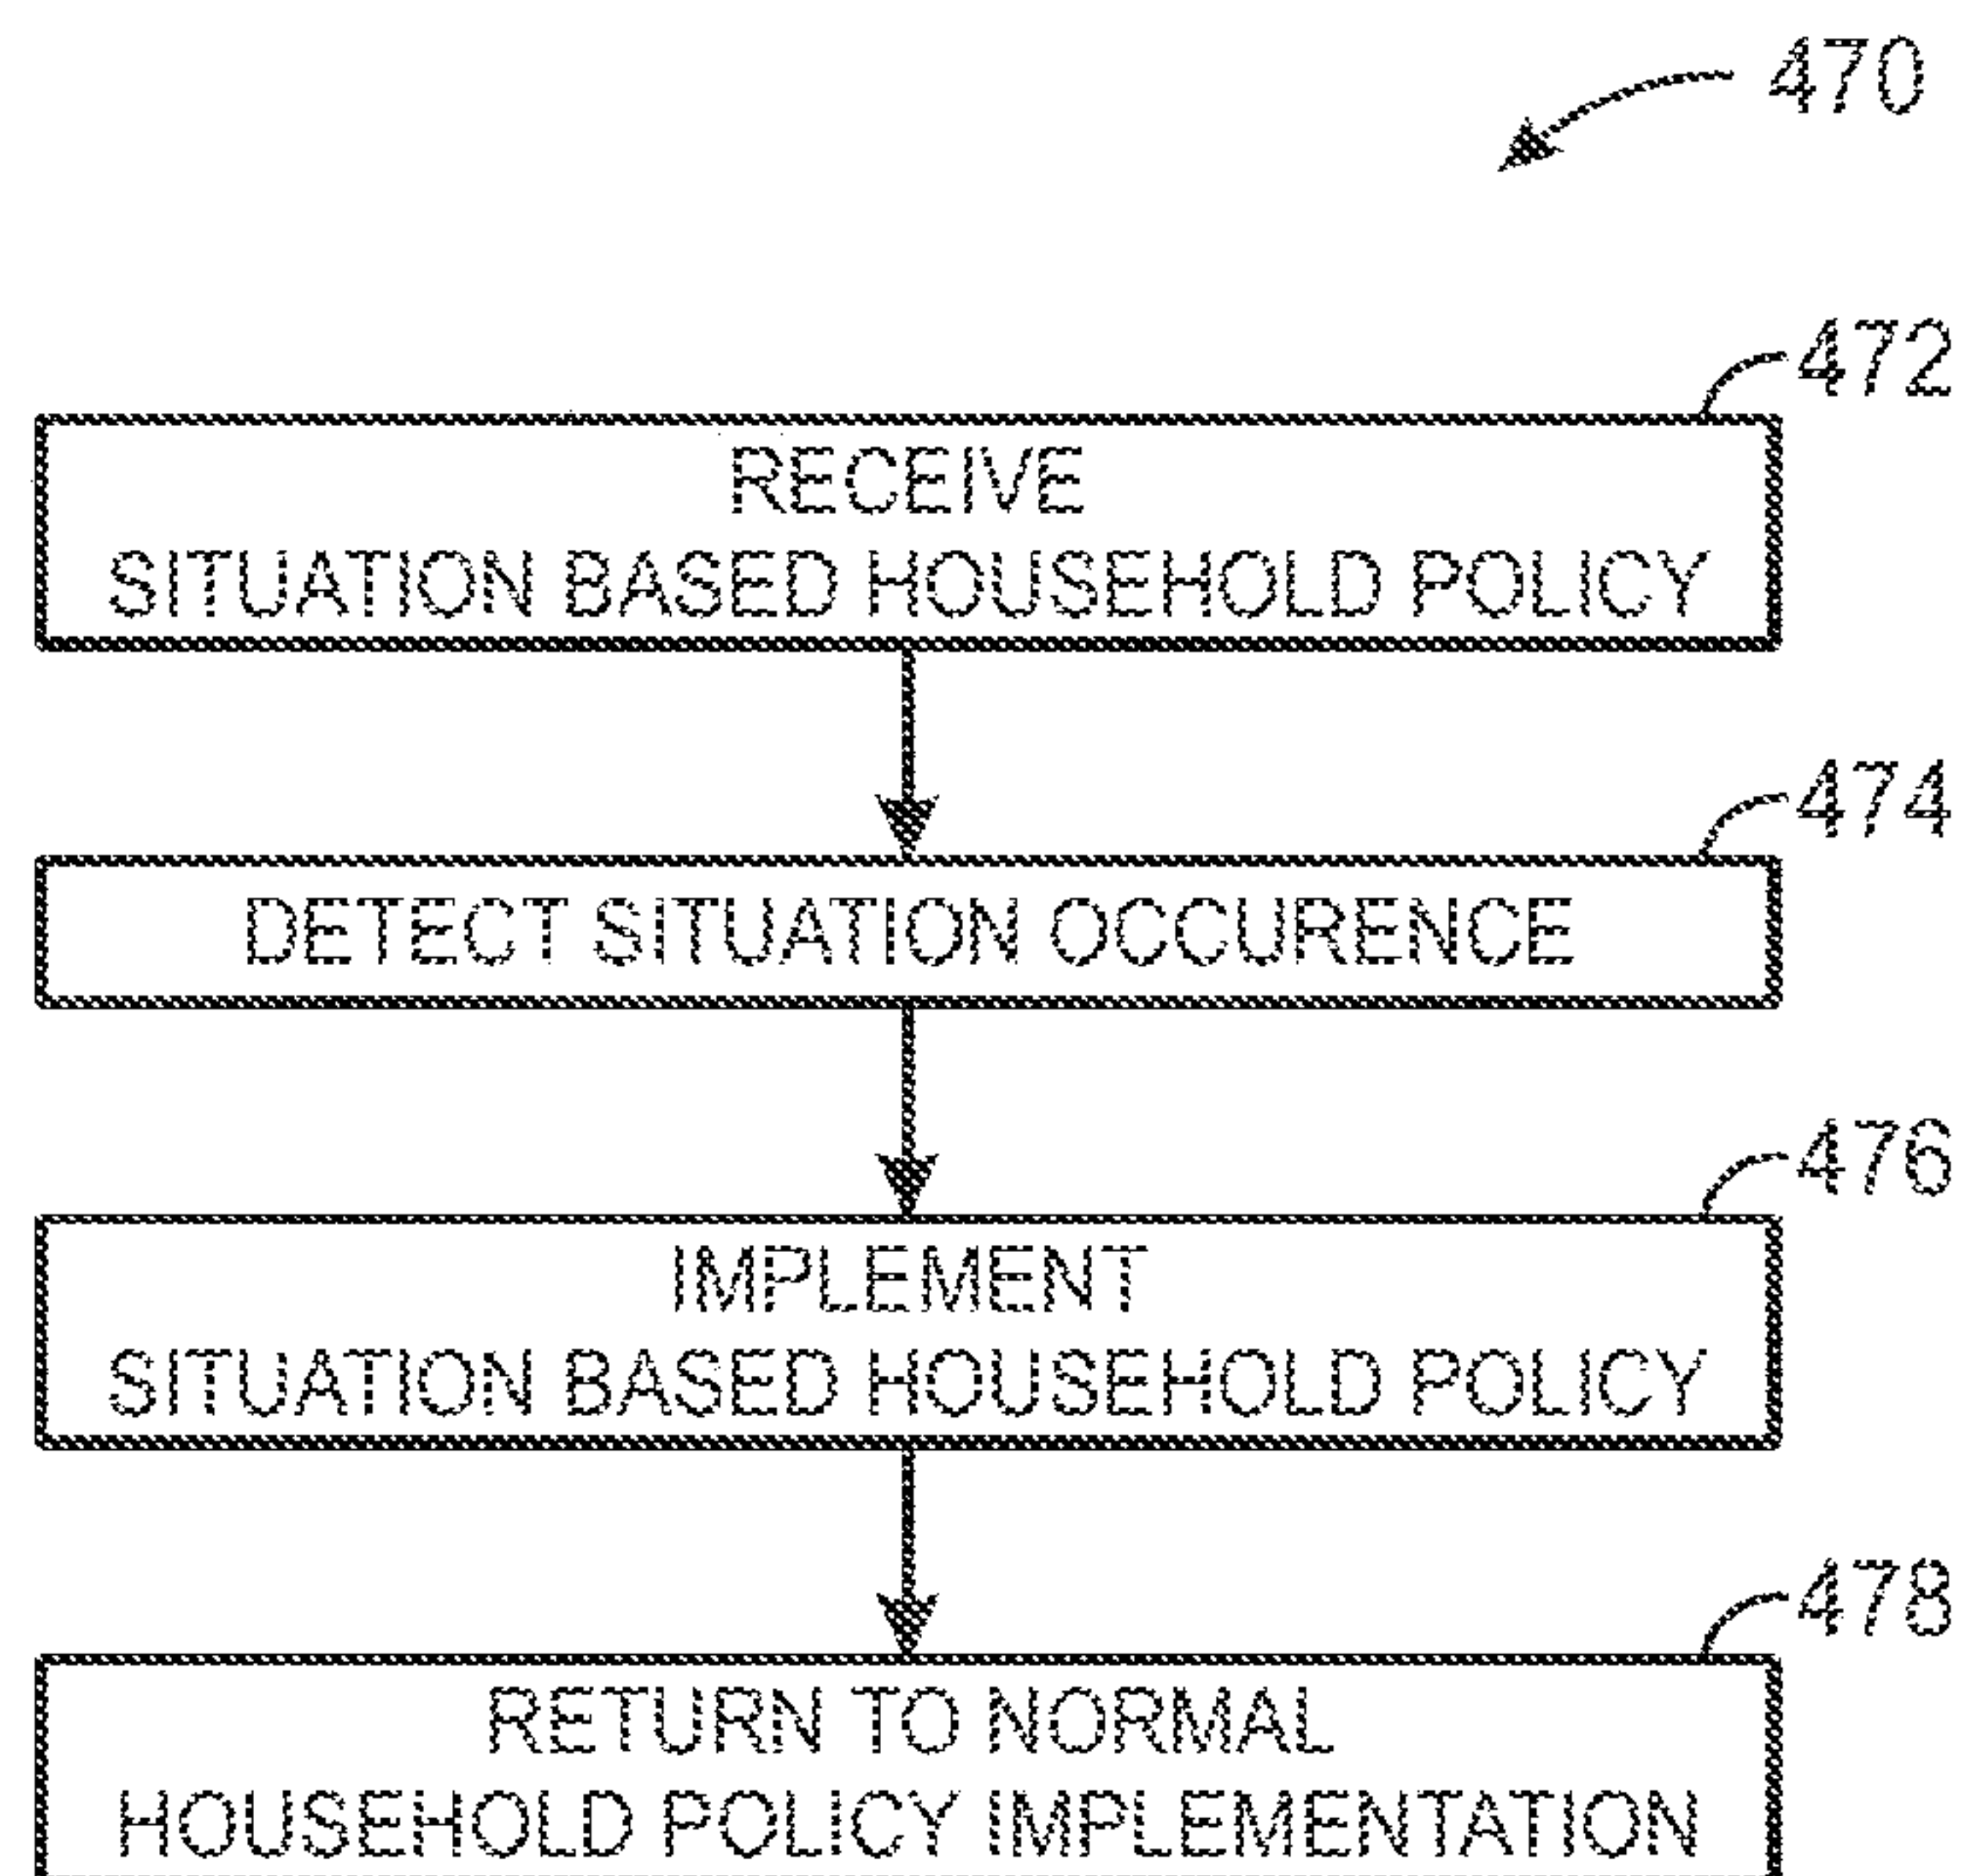 470
472
RECEIVE
SITUATION BASED HOUSEHOLD POLICY
474
DETECT SITUATION OCCURENCE
476
IMPLEMENT
SITUATION BASED HOUSEHOLD POLICY
478
RETURN TO NORMAL
HOUSEHOLD POLICY IMPLEMENTATION